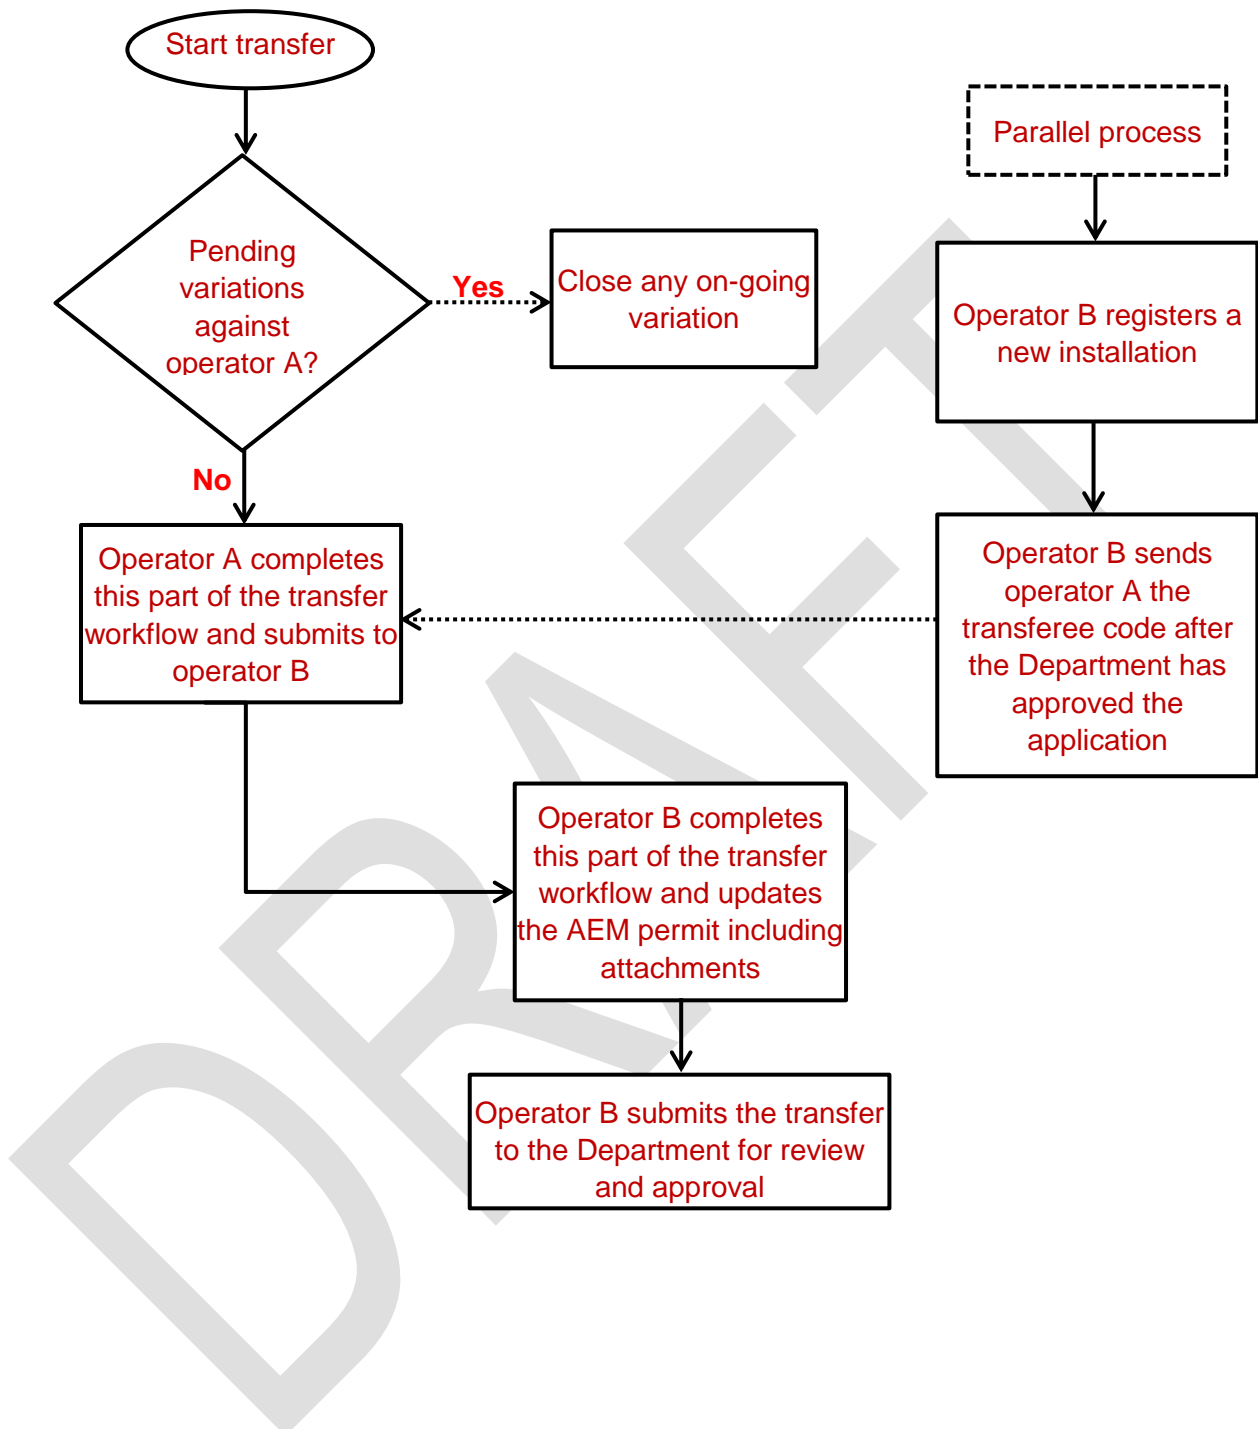 Start transfer
Parallel process
Pending
variations
against
operator A?
Yes
Close any on-going
variation
Operator B registers a
new installation
No
Operator A completes
this part of the transfer
workflow and submits to
operator B
Operator B sends
operator A the
transferee code after
the Department has
approved the
application
Operator B completes
this part of the transfer
workflow and updates
the AEM permit including
attachments
Operator B submits the transfer
to the Department for review
and approval
DRAFT